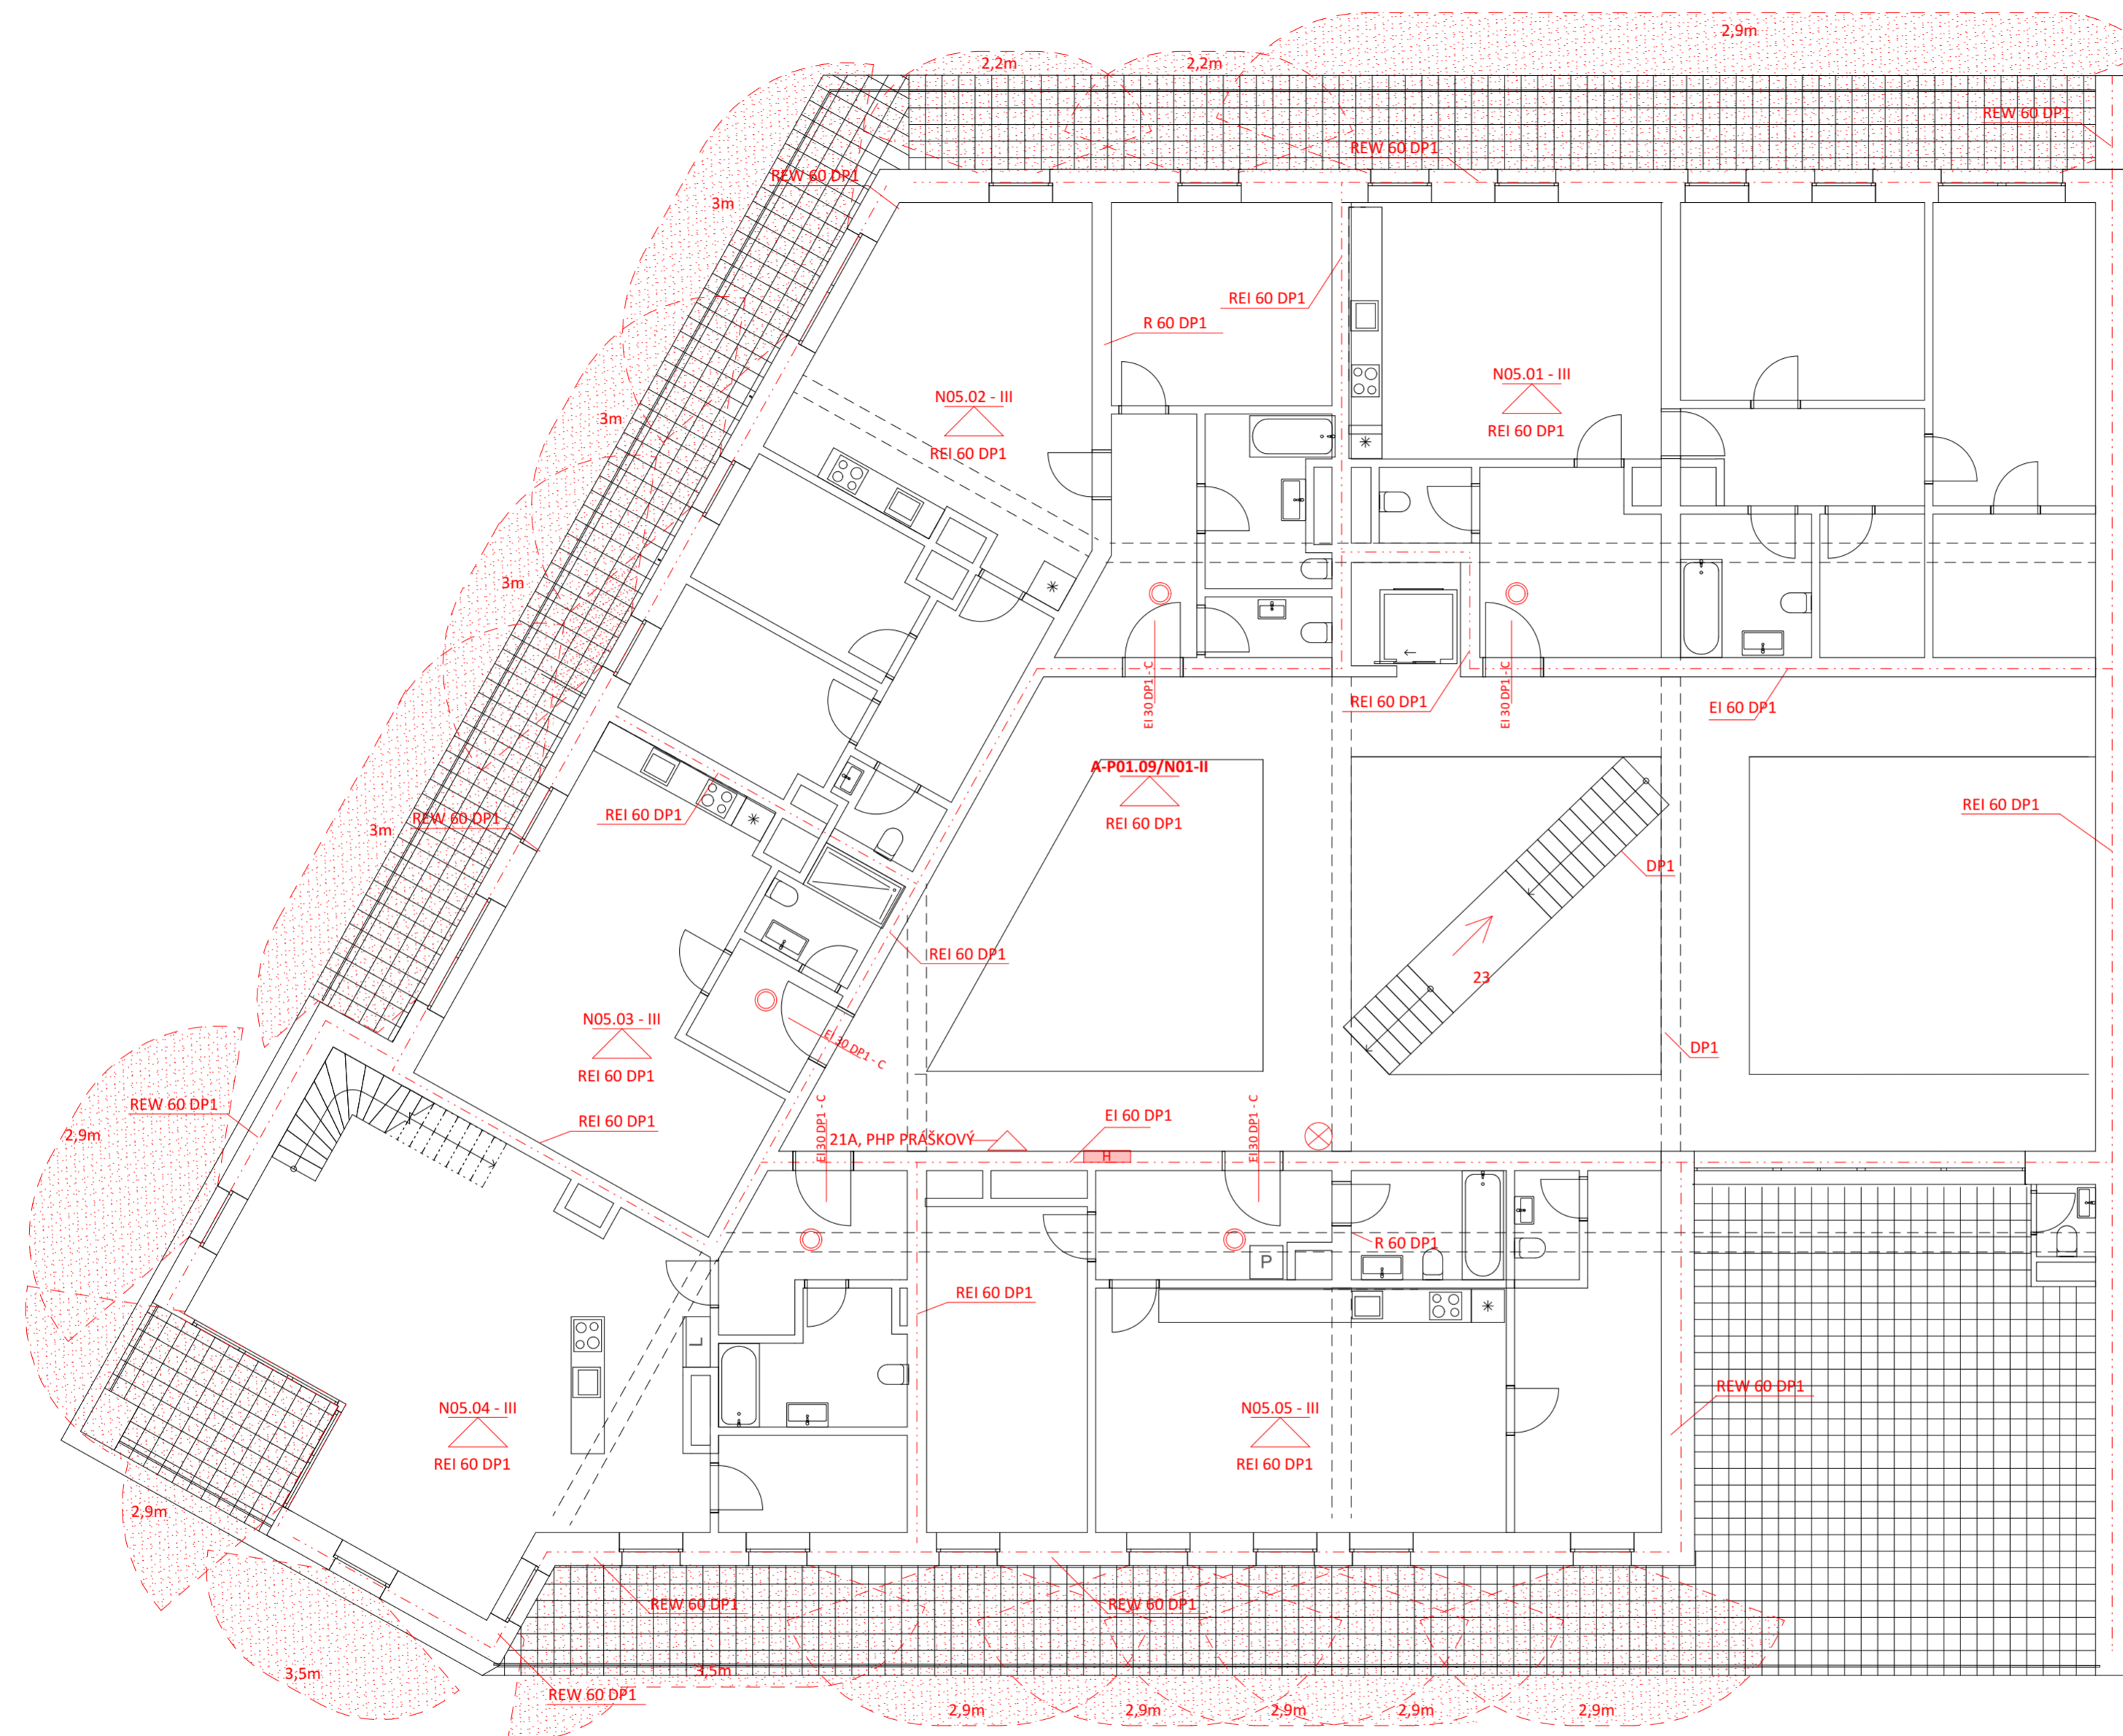 2,9m
2,2m
2,2m
REW 60 DP1
REW 60 DP1
REW 60 DP1
3m
REI 60 DP1
R 60 DP1
N05.01 - III
REI 60 DP1
N05.02 - III
REI 60 DP1
3m
3m
EI 30 DP1 - C
EI 30 DP1 - C
REI 60 DP1
EI 60 DP1
A-P01.09/N01-II
REI 60 DP1
REI 60 DP1
REI 60 DP1
3m
REW 60 DP1
DP1
REI 60 DP1
23
N05.03 - III
REI 60 DP1
EI 30 DP1 - C
DP1
REW 60 DP1
REI 60 DP1
2,9m
EI 30 DP1 - C
21A, PHP PRÁŠKOVÝ
EI 60 DP1
H
EI 30 DP1 - C
R 60 DP1
P
REI 60 DP1
L
REW 60 DP1
N05.04 - III
REI 60 DP1
N05.05 - III
REI 60 DP1
2,9m
REW 60 DP1
REW 60 DP1
3,5m
3,5m
REW 60 DP1
2,9m
2,9m
2,9m
2,9m
2,9m